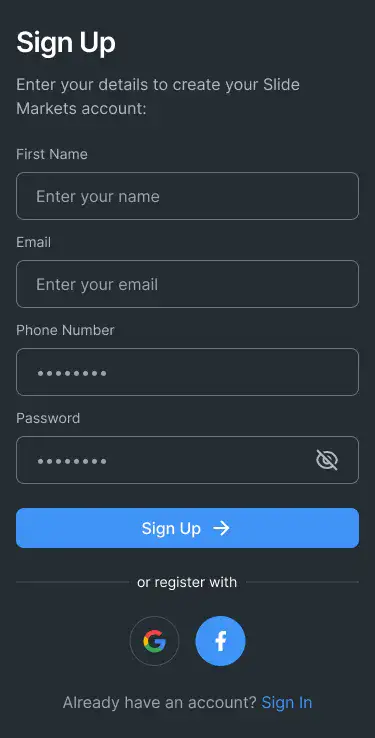 Sign Up
Enter your details to create your Slide
Markets account:
First Name
Enter your name
Email
Enter your email
Phone Number
••••••••
Password
••••••••
Sign Up →
or register with
Already have an account? Sign In